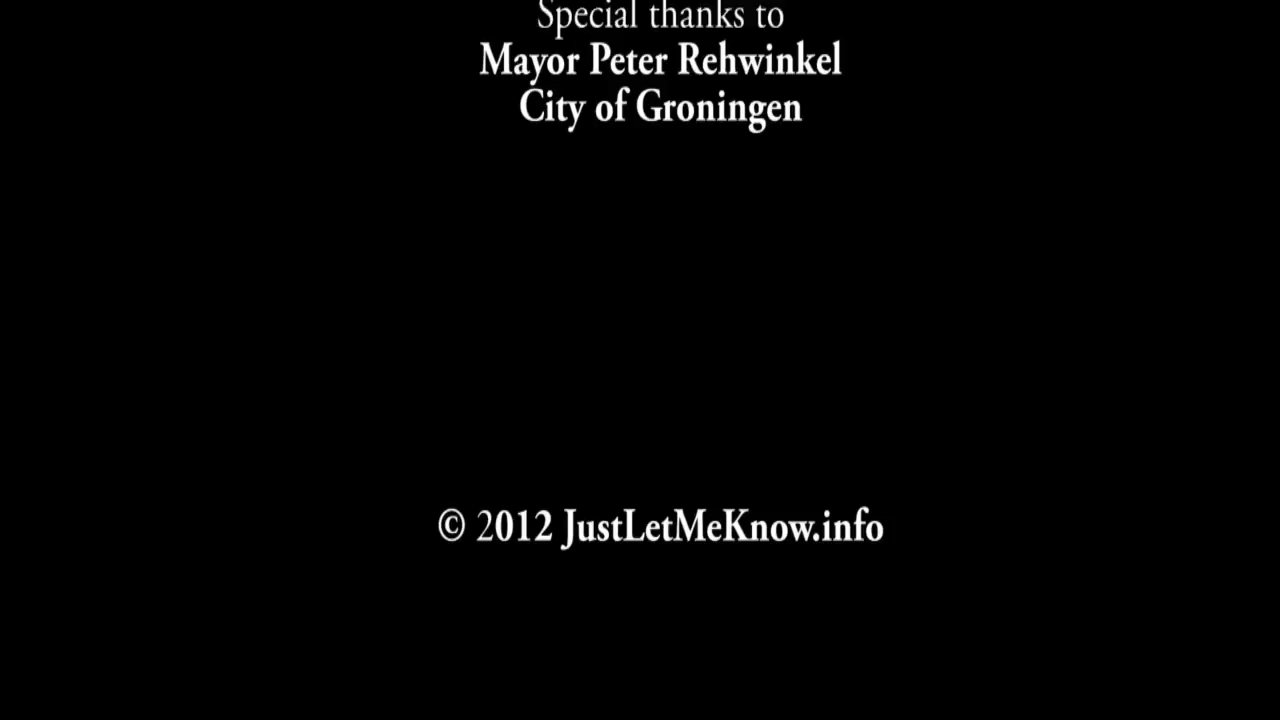 Special thanks to
Mayor Peter Rehwinkel
City of Groningen
© 2012 JustLetMeKnow.info